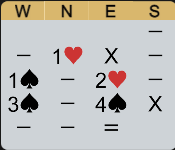 W N E S
–
– 1♥ X –
1♠ – 2♥ –
3♠ – 4♠ X
– – =